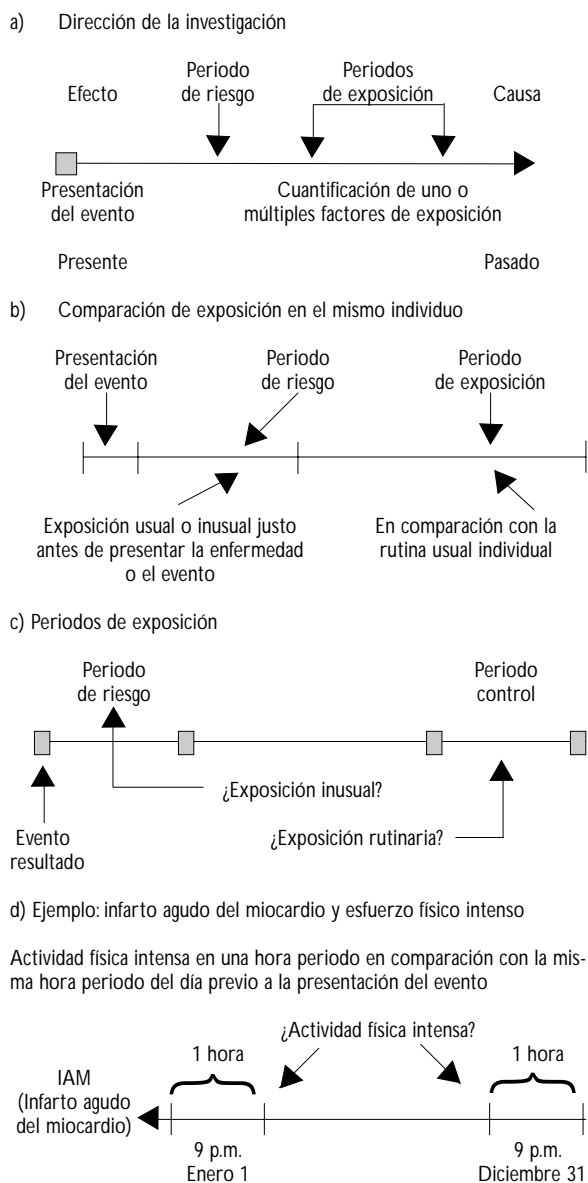 a) Dirección de la investigación
Efecto
Periodo
de riesgo
Periodos
de exposición
Causa
Presentación
del evento
Cuantificación de uno o
múltiples factores de exposición
Presente
Pasado
b) Comparación de exposición en el mismo individuo
Presentación
del evento
Periodo
de riesgo
Periodo
de exposición
Exposición usual o inusual justo
antes de presentar la enfermedad
o el evento
En comparación con la
rutina usual individual
c) Periodos de exposición
Periodo
de riesgo
Periodo
control
¿Exposición inusual?
Evento
resultado
¿Exposición rutinaria?
d) Ejemplo: infarto agudo del miocardio y esfuerzo físico intenso
Actividad física intensa en una hora periodo en comparación con la mis-
ma hora periodo del día previo a la presentación del evento
¿Actividad física intensa?
IAM
(Infarto agudo
del miocardio)
1 hora
1 hora
9 p.m.
Enero 1
9 p.m.
Diciembre 31